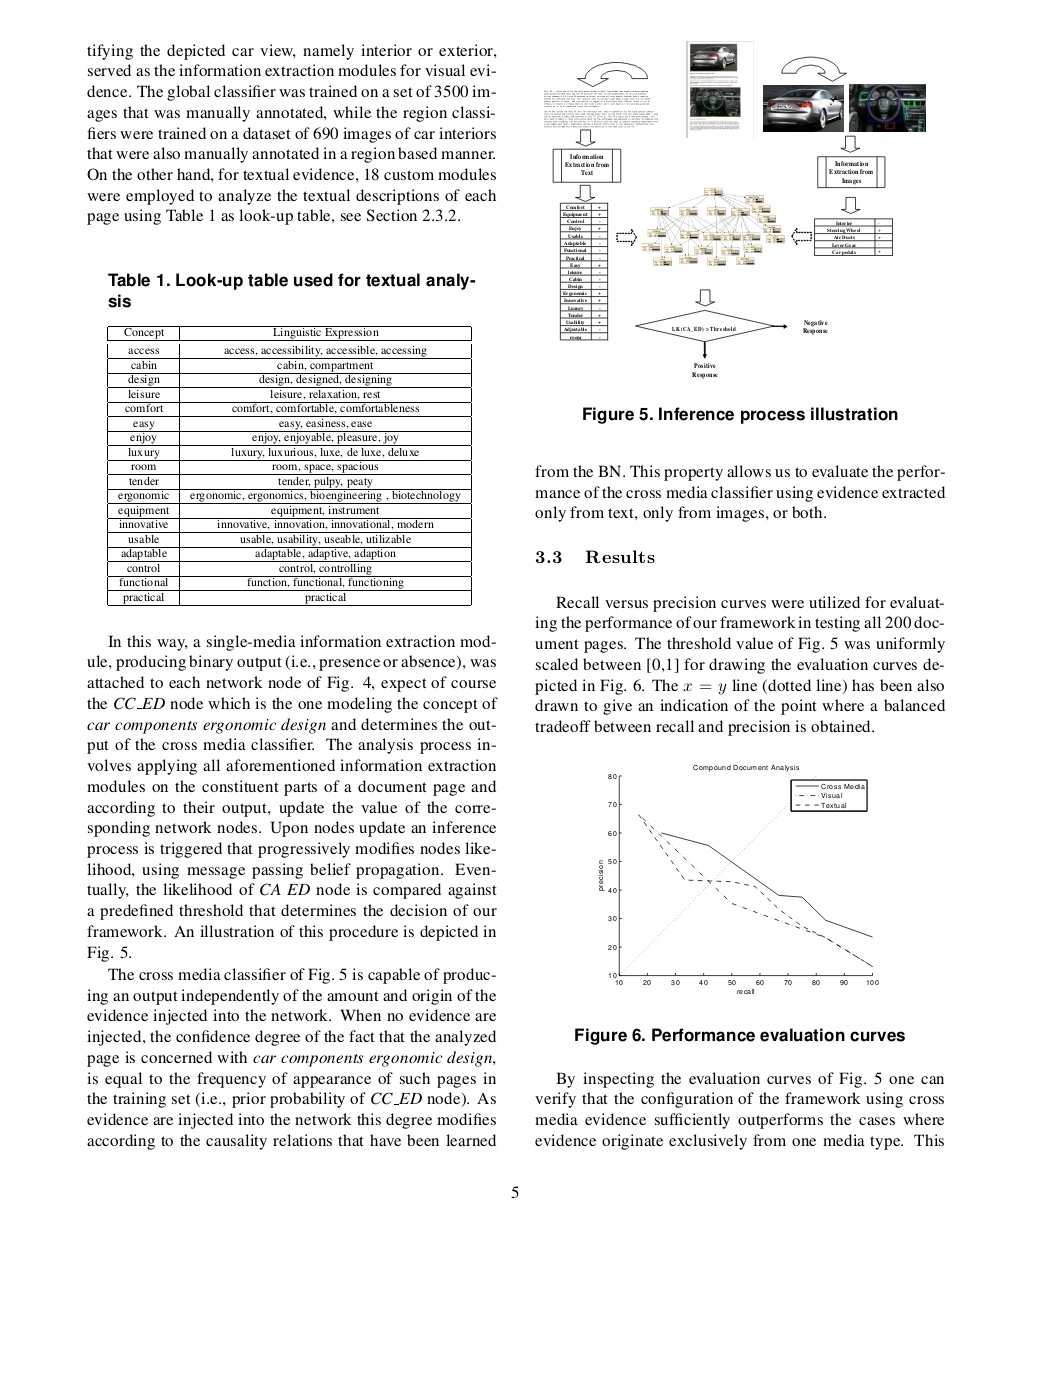 tifying the depicted car view, namely interior or exterior,
served as the information extraction modules for visual evi-
dence. The global classifier was trained on a set of 3500 im-
ages that was manually annotated, while the region classi-
fiers were trained on a dataset of 690 images of car interiors
that were also manually annotated in a region based manner.
On the other hand, for textual evidence, 18 custom modules
were employed to analyze the textual descriptions of each
page using Table 1 as look-up table, see Section 2.3.2.
Table 1. Look-up table used for textual analy-
sis
Concept Linguistic Expression
access access, accessibility, accessible, accessing
cabin cabin, compartment
design design, designed, designing
leisure leisure, relaxation, rest
comfort comfort, comfortable, comfortableness
easy easy, easiness, ease
enjoy enjoy, enjoyable, pleasure, joy
luxury luxury, luxurious, luxe, de luxe, deluxe
room room, space, spacious
tender tender, pulpy, peaty
ergonomic ergonomic, ergonomics, bioengineering , biotechnology
equipment equipment, instrument
innovative innovative, innovation, innovational, modern
usable usable, usability, useable, utilizable
adaptable adaptable, adaptive, adaption
control control, controlling
functional function, functional, functioning
practical practical
In this way, a single-media information extraction mod-
ule, producing binary output (i.e., presence or absence), was
attached to each network node of Fig. 4, expect of course
the CC_ED node which is the one modeling the concept of
car components ergonomic design and determines the out-
put of the cross media classifier. The analysis process in-
volves applying all aforementioned information extraction
modules on the constituent parts of a document page and
according to their output, update the value of the corre-
sponding network nodes. Upon nodes update an inference
process is triggered that progressively modifies nodes like-
lihood, using message passing belief propagation. Even-
tually, the likelihood of CA ED node is compared against
a predefined threshold that determines the decision of our
framework. An illustration of this procedure is depicted in
Fig. 5.
The cross media classifier of Fig. 5 is capable of produc-
ing an output independently of the amount and origin of the
evidence injected into the network. When no evidence are
injected, the confidence degree of the fact that the analyzed
page is concerned with car components ergonomic design,
is equal to the frequency of appearance of such pages in
the training set (i.e., prior probability of CC_ED node). As
evidence are injected into the network this degree modifies
according to the causality relations that have been learned
Information
Extraction from
Text
Comfort +
Equipment +
Control -
Enjoy +
Usable -
Adaptable -
Functional -
Practical -
Easy +
leisure -
Cabin -
Design -
Ergonomic +
Innovative +
Luxury -
Tender +
Usability +
Adjustable -
room -
Information
Extraction from
Images
Interior -
Steering Wheel +
Air Ducts +
Lever Gear -
Car pedals +
LK(CA_ED) > Threshold
Negative
Response
Positive
Response
Figure 5. Inference process illustration
from the BN. This property allows us to evaluate the perfor-
mance of the cross media classifier using evidence extracted
only from text, only from images, or both.
3.3 Results
Recall versus precision curves were utilized for evaluat-
ing the performance of our framework in testing all 200 doc-
ument pages. The threshold value of Fig. 5 was uniformly
scaled between [0,1] for drawing the evaluation curves de-
picted in Fig. 6. The x = y line (dotted line) has been also
drawn to give an indication of the point where a balanced
tradeoff between recall and precision is obtained.
Compound Document Analysis
Cross Media
Visual
Textual
80
70
60
50
40
30
20
10
precision
10 20 30 40 50 60 70 80 90 100
recall
Figure 6. Performance evaluation curves
By inspecting the evaluation curves of Fig. 5 one can
verify that the configuration of the framework using cross
media evidence sufficiently outperforms the cases where
evidence originate exclusively from one media type. This
5